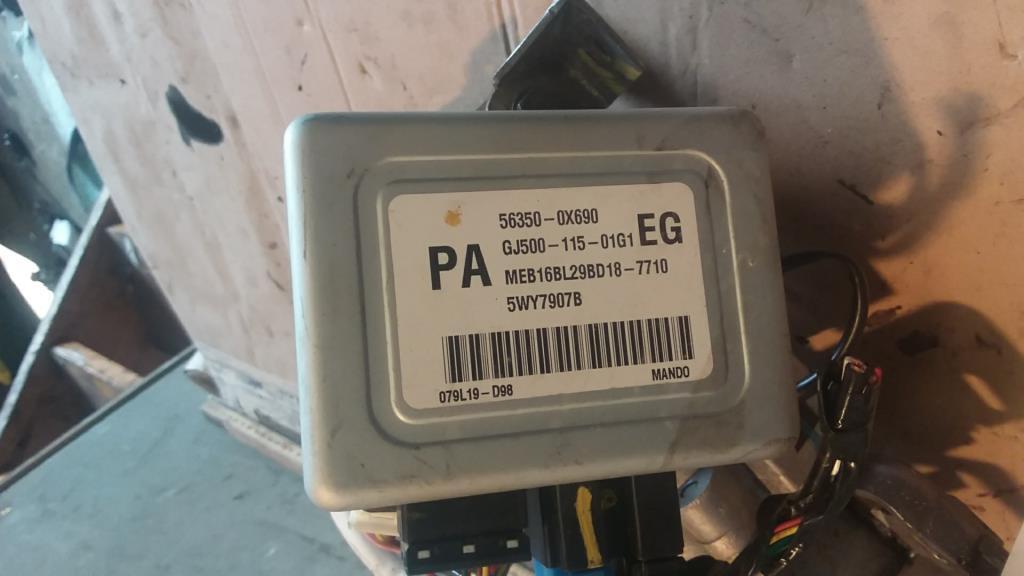 56350-0X690
PA GJ500-115-01G1 EG
MEB16BL29BD18-7710
5WY7907B
079L19-D98 MANDO